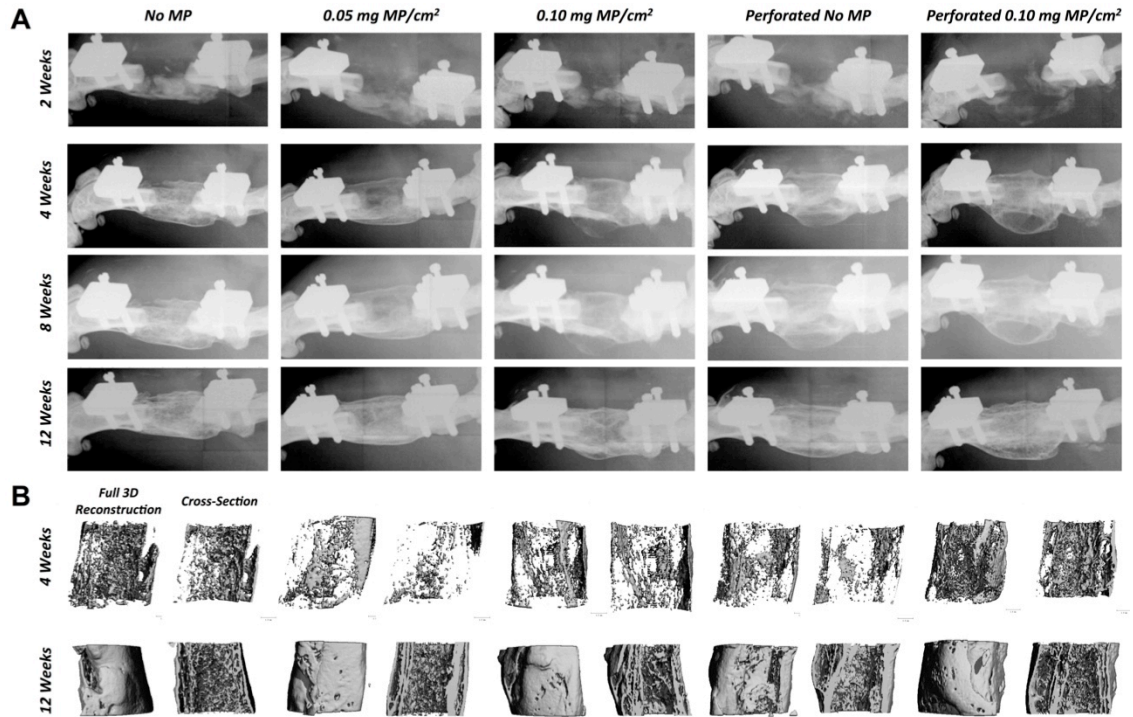 A
No MP
0.05 mg MP/cm²
0.10 mg MP/cm²
Perforated No MP
Perforated 0.10 mg MP/cm²
2 Weeks
4 Weeks
8 Weeks
12 Weeks
B
Full 3D
Reconstruction
Cross-Section
4 Weeks
12 Weeks